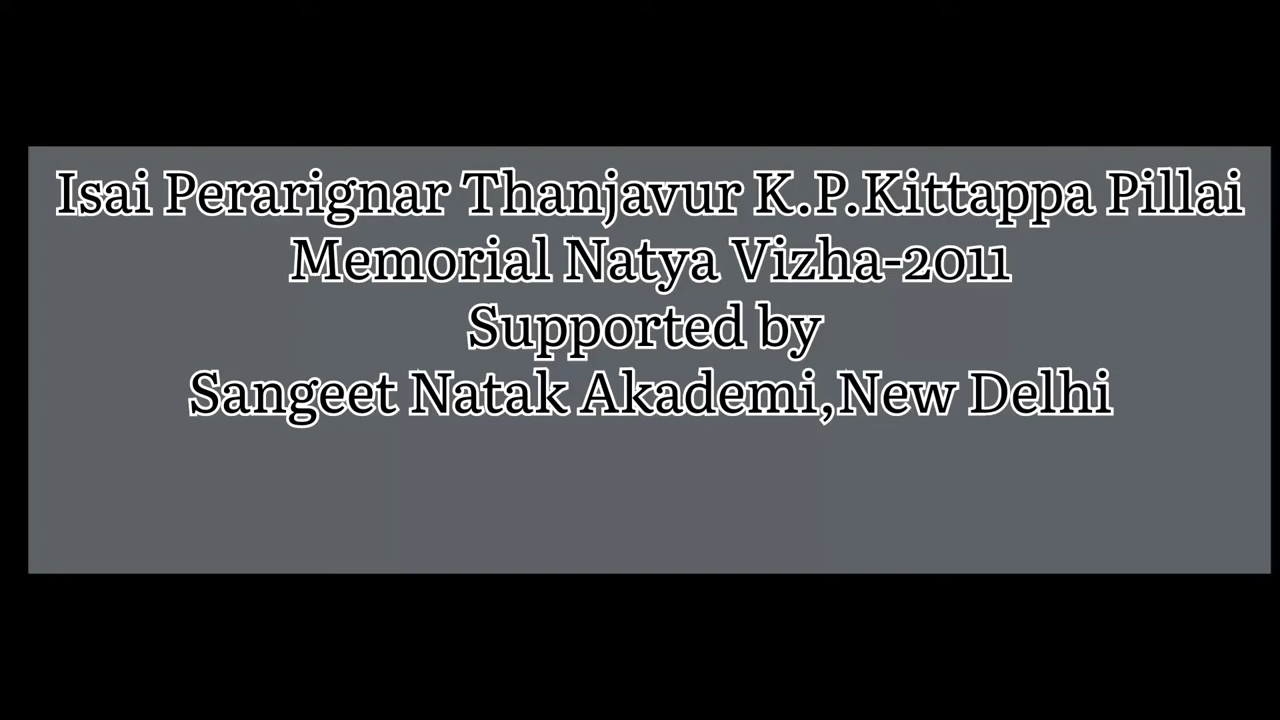 Isai Perarignar Thanjavur K.P.Kittappa Pillai
Memorial Natya Vizha-2011
Supported by
Sangeet Natak Akademi,New Delhi